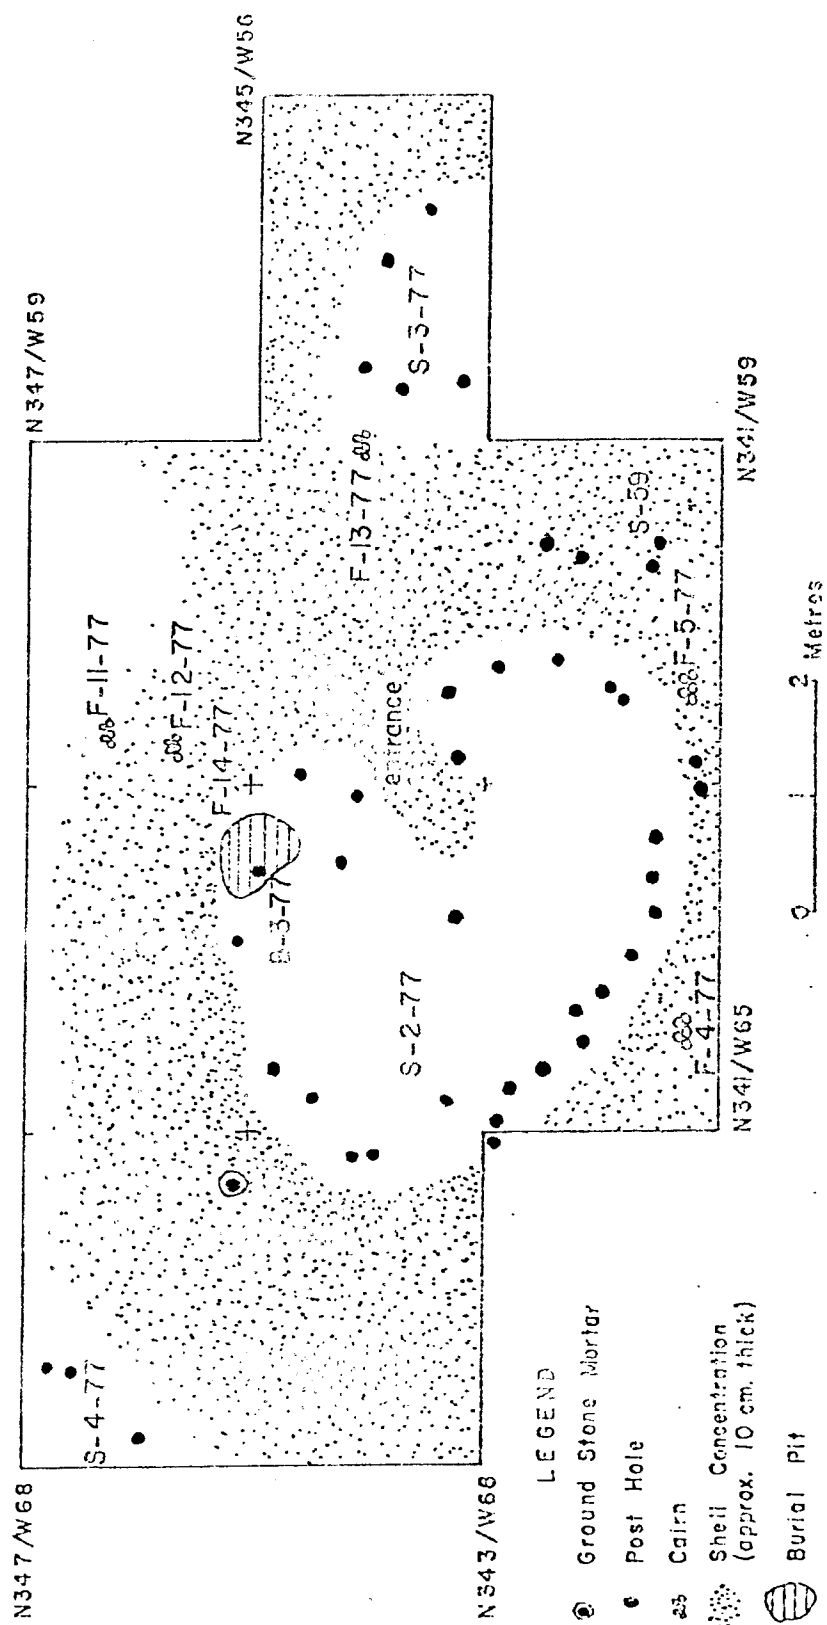 N347/W68
N347/W59
N345/W56
S-4-77
F-11-77
F-12-77
F-14-77
B-3-77
F-13-77
S-3-77
entrance
S-2-77
S-59
F-5-77
F-4-77
N343/W68
N341/W65
N341/W59
LEGEND
Ground Stone Mortar
Post Hole
Cairn
Shell Concentration
(approx. 10 cm. thick)
Burial Pit
0 1 2
Metres